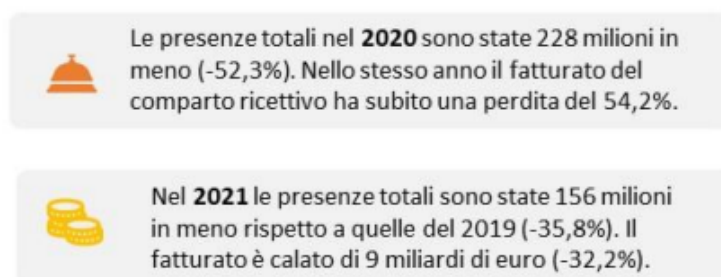 Le presenze totali nel 2020 sono state 228 milioni in
meno (-52,3%). Nello stesso anno il fatturato del
comparto ricettivo ha subito una perdita del 54,2%.
Nel 2021 le presenze totali sono state 156 milioni
in meno rispetto a quelle del 2019 (-35,8%). Il
fatturato è calato di 9 miliardi di euro (-32,2%).